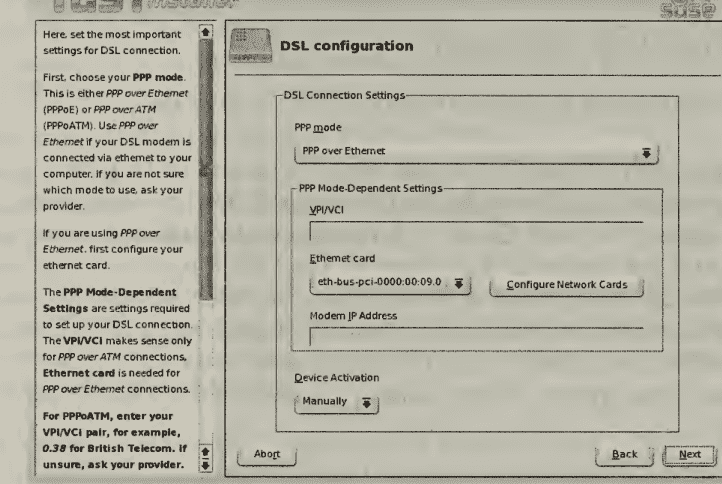 YaST installer
SUSE
Here, set the most important
settings for DSL connection.
First, choose your PPP mode.
This is either PPP over Ethernet
(PPPoE) or PPP over ATM
(PPPoATM). Use PPP over
Ethernet if your DSL modem is
connected via ethernet to your
computer. If you are not sure
which mode to use, ask your
provider.
If you are using PPP over
Ethernet, first configure your
ethernet card.
The PPP Mode-Dependent
Settings are settings required
to set up your DSL connection.
The VPI/VCI makes sense only
for PPP over ATM connections,
Ethernet card is needed for
PPP over Ethernet connections.
For PPPoATM, enter your
VPI/VCI pair, for example,
0.38 for British Telecom. If
unsure, ask your provider.
DSL configuration
DSL Connection Settings
PPP mode
PPP over Ethernet
PPP Mode-Dependent Settings
VPI/VCI
Ethernet card
eth-bus-pci-0000:00:09.0
Configure Network Cards
Modem IP Address
Device Activation
Manually
Abort
Back
Next